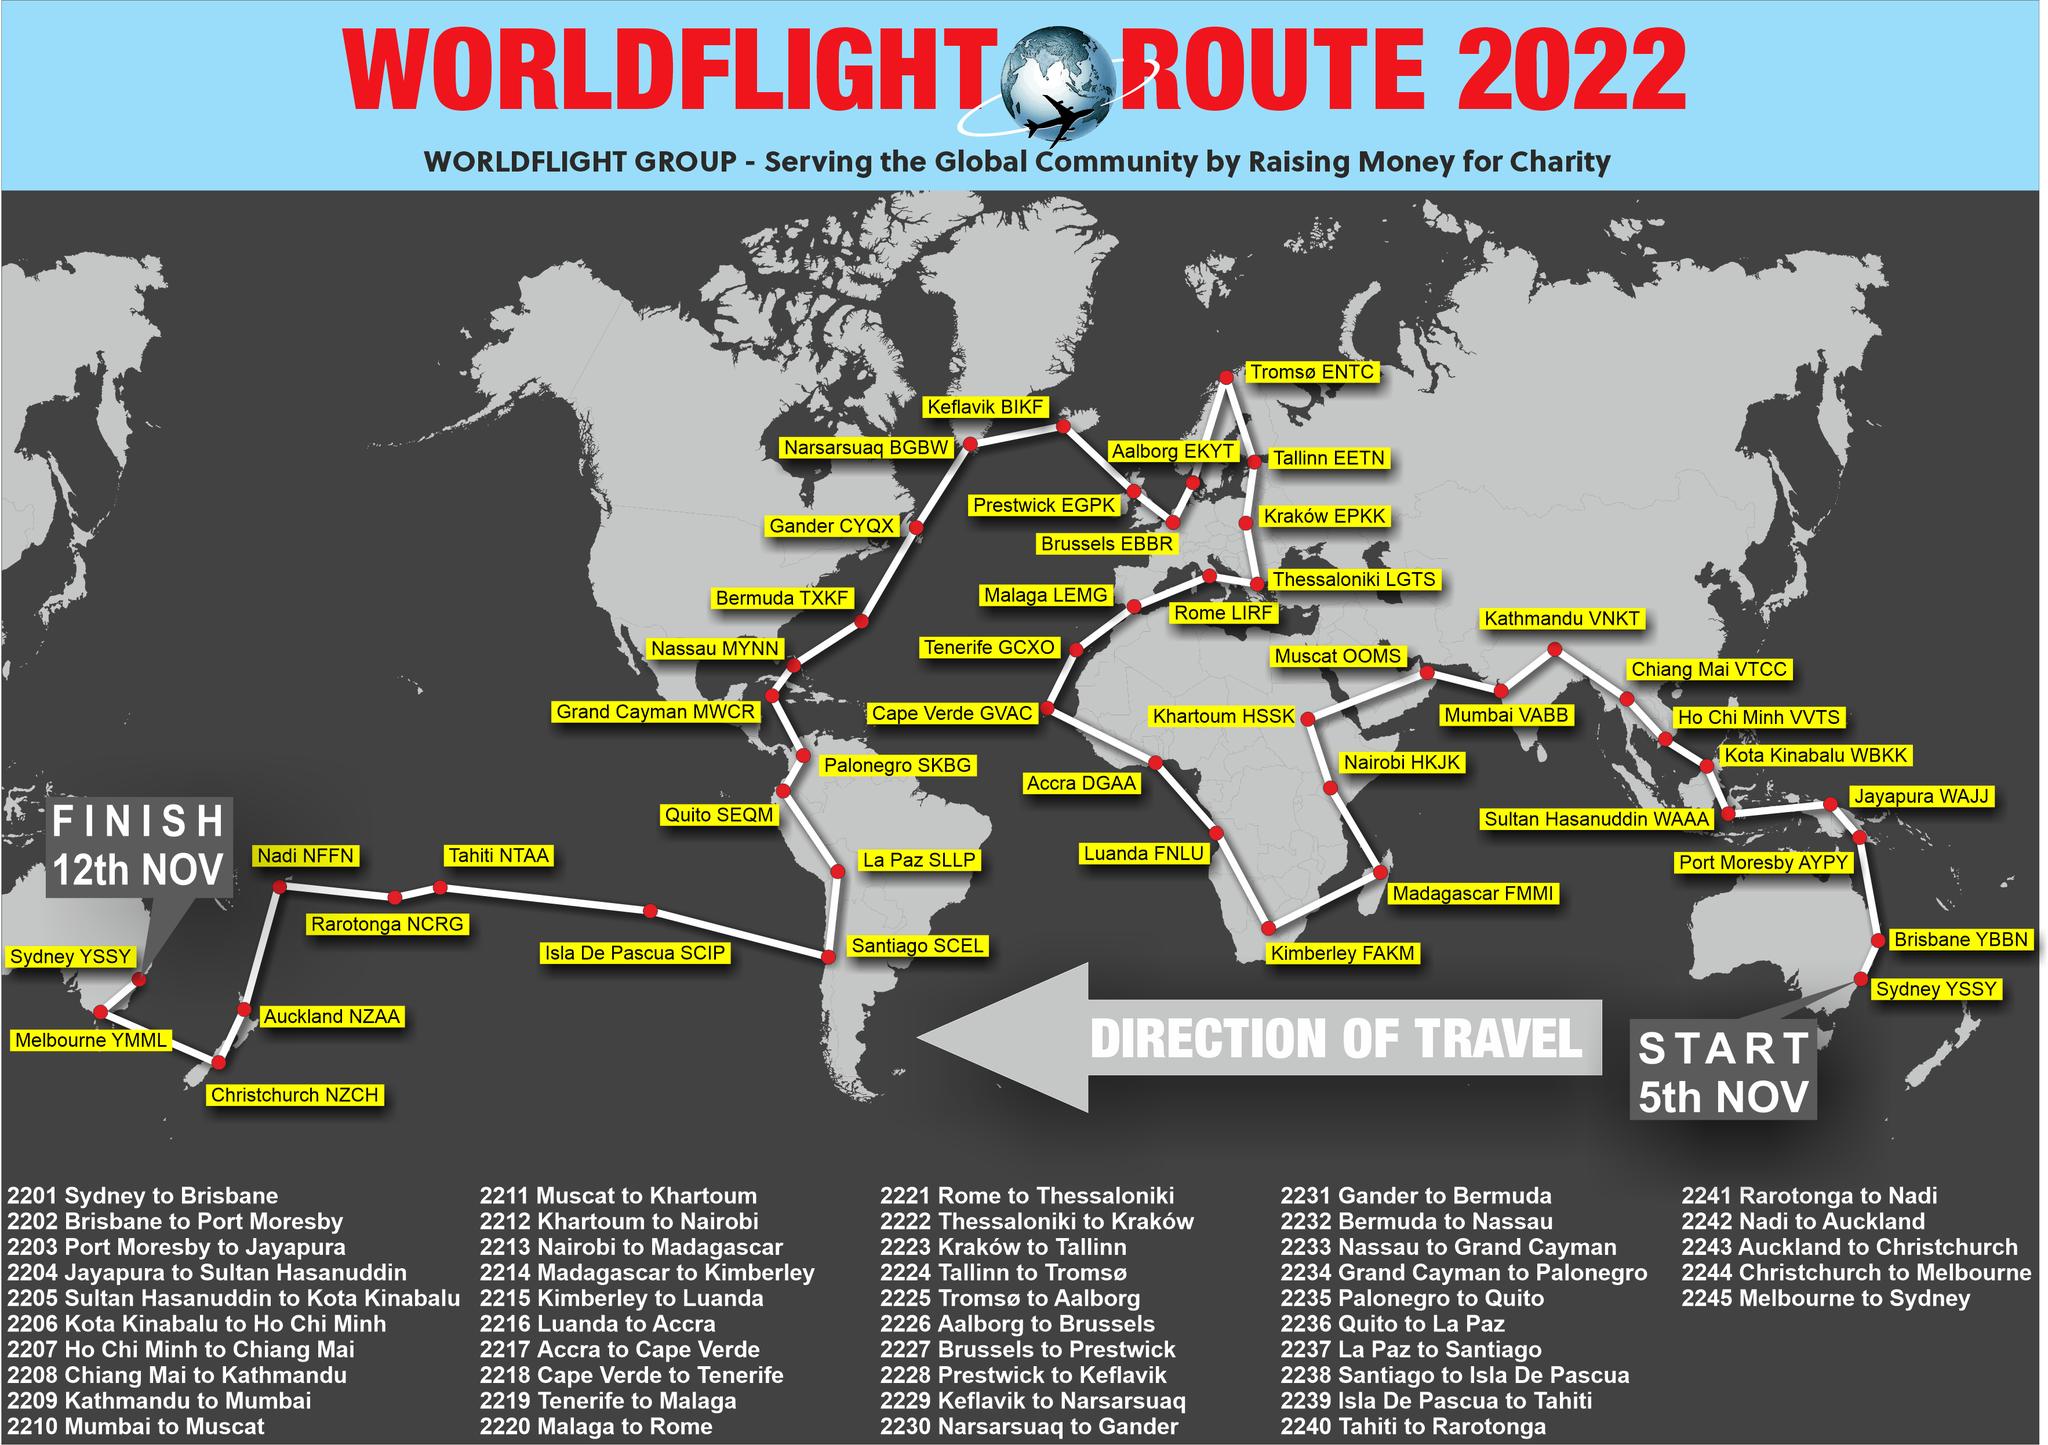 WORLDFLIGHT ROUTE 2022
WORLDFLIGHT GROUP - Serving the Global Community by Raising Money for Charity
Tromsø ENTC
Keflavik BIKF
Narsarsuaq BGBW
Aalborg EKYT
Tallinn EETN
Prestwick EGPK
Gander CYQX
Kraków EPKK
Brussels EBBR
Thessaloniki LGTS
Malaga LEMG
Bermuda TXKF
Rome LIRF
Kathmandu VNKT
Nassau MYNN
Tenerife GCXO
Muscat OOMS
Chiang Mai VTCC
Grand Cayman MWCR
Cape Verde GVAC
Khartoum HSSK
Mumbai VABB
Ho Chi Minh VVTS
Kota Kinabalu WBKK
Palonegro SKBG
Nairobi HKJK
Accra DGAA
Jayapura WAJJ
Quito SEQM
Sultan Hasanuddin WAAA
FINISH
12th NOV
Nadi NFFN
Tahiti NTAA
La Paz SLLP
Luanda FNLU
Port Moresby AYPY
Madagascar FMMI
Rarotonga NCRG
Isla De Pascua SCIP
Santiago SCEL
Kimberley FAKM
Brisbane YBBN
Sydney YSSY
Sydney YSSY
Auckland NZAA
Melbourne YMML
DIRECTION OF TRAVEL
START
5th NOV
Christchurch NZCH
2201 Sydney to Brisbane
2202 Brisbane to Port Moresby
2203 Port Moresby to Jayapura
2204 Jayapura to Sultan Hasanuddin
2205 Sultan Hasanuddin to Kota Kinabalu
2206 Kota Kinabalu to Ho Chi Minh
2207 Ho Chi Minh to Chiang Mai
2208 Chiang Mai to Kathmandu
2209 Kathmandu to Mumbai
2210 Mumbai to Muscat
2211 Muscat to Khartoum
2212 Khartoum to Nairobi
2213 Nairobi to Madagascar
2214 Madagascar to Kimberley
2215 Kimberley to Luanda
2216 Luanda to Accra
2217 Accra to Cape Verde
2218 Cape Verde to Tenerife
2219 Tenerife to Malaga
2220 Malaga to Rome
2221 Rome to Thessaloniki
2222 Thessaloniki to Kraków
2223 Kraków to Tallinn
2224 Tallinn to Tromsø
2225 Tromsø to Aalborg
2226 Aalborg to Brussels
2227 Brussels to Prestwick
2228 Prestwick to Keflavik
2229 Keflavik to Narsarsuaq
2230 Narsarsuaq to Gander
2231 Gander to Bermuda
2232 Bermuda to Nassau
2233 Nassau to Grand Cayman
2234 Grand Cayman to Palonegro
2235 Palonegro to Quito
2236 Quito to La Paz
2237 La Paz to Santiago
2238 Santiago to Isla De Pascua
2239 Isla De Pascua to Tahiti
2240 Tahiti to Rarotonga
2241 Rarotonga to Nadi
2242 Nadi to Auckland
2243 Auckland to Christchurch
2244 Christchurch to Melbourne
2245 Melbourne to Sydney